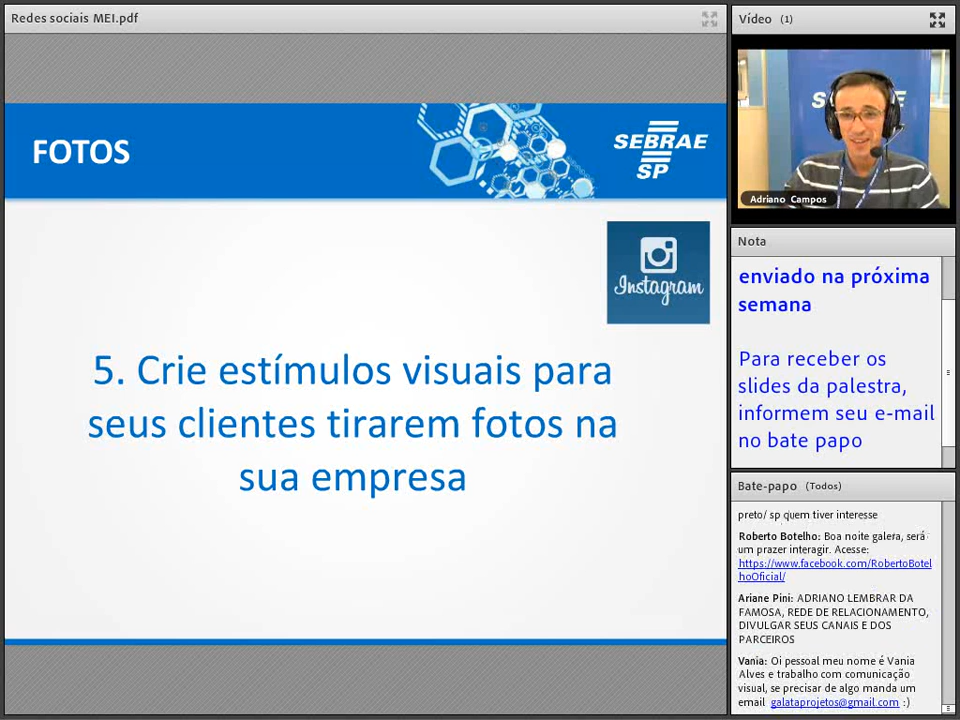 Redes sociais MEI.pdf
FOTOS
SEBRAE
SP
Instagram
5. Crie estímulos visuais para
seus clientes tirarem fotos na
sua empresa
Vídeo (1)
Adriano Campos
Nota
enviado na próxima
semana
Para receber os
slides da palestra,
informem seu e-mail
no bate papo
Bate-papo (Todos)
preto/ sp quem tiver interesse
Roberto Botelho: Boa noite galera, será
um prazer interagir. Acesse:
https://www.facebook.com/RobertoBotel
hoOficial/
Ariane Pini: ADRIANO LEMBRAR DA
FAMOSA, REDE DE RELACIONAMENTO,
DIVULGAR SEUS CANAIS E DOS
PARCEIROS
Vania: Oi pessoal meu nome é Vania
Alves e trabalho com comunicação
visual, se precisar de algo manda um
email galataprojetos@gmail.com :)